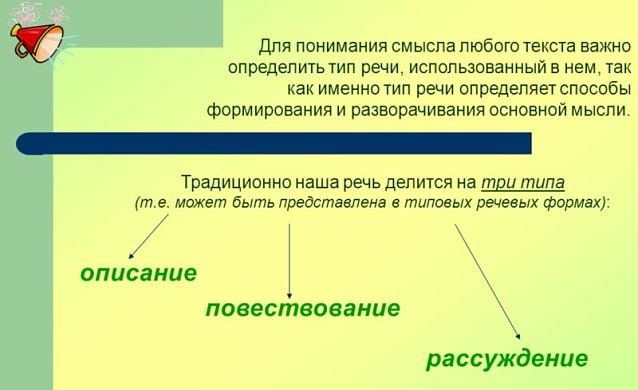 Для понимания смысла любого текста важно
определить тип речи, использованный в нем, так
как именно тип речи определяет способы
формирования и разворачивания основной мысли.
Традиционно наша речь делится на три типа
(т.е. может быть представлена в типовых речевых формах):
описание
повествование
рассуждение